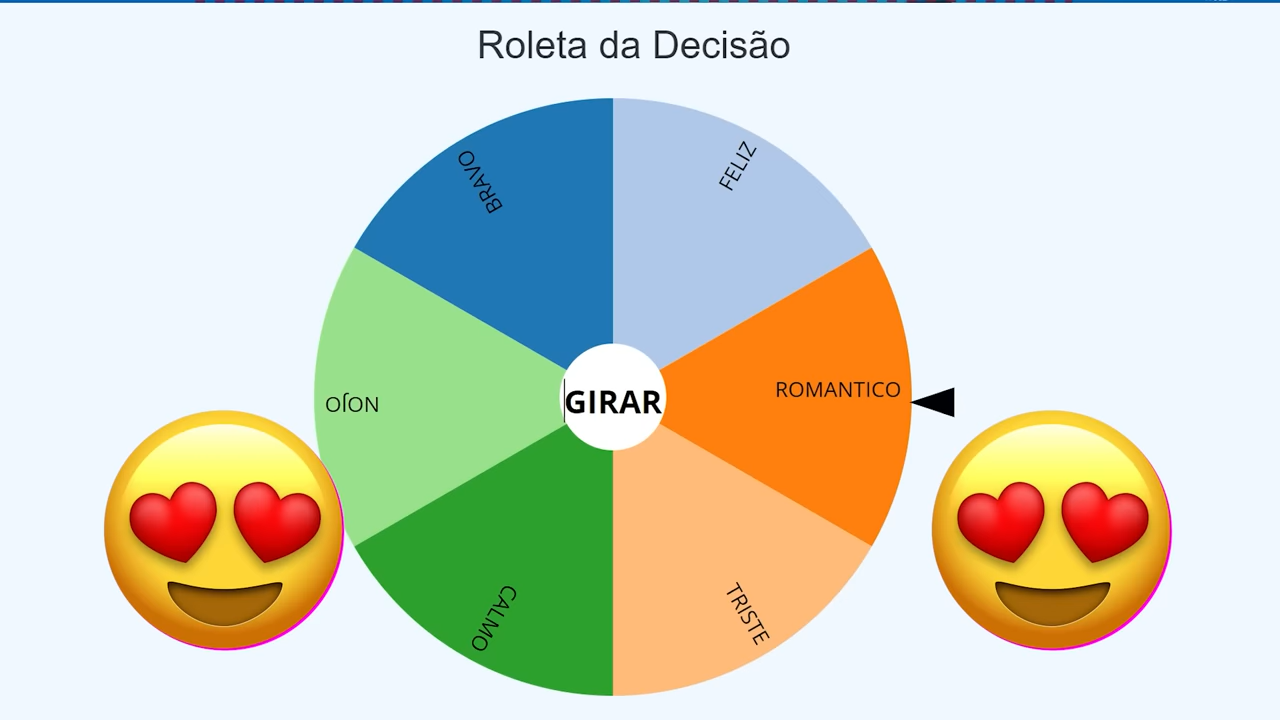 Roleta da Decisão
BRAVO
FELIZ
NOJO
GIRAR
ROMANTICO
CALMO
TRISTE